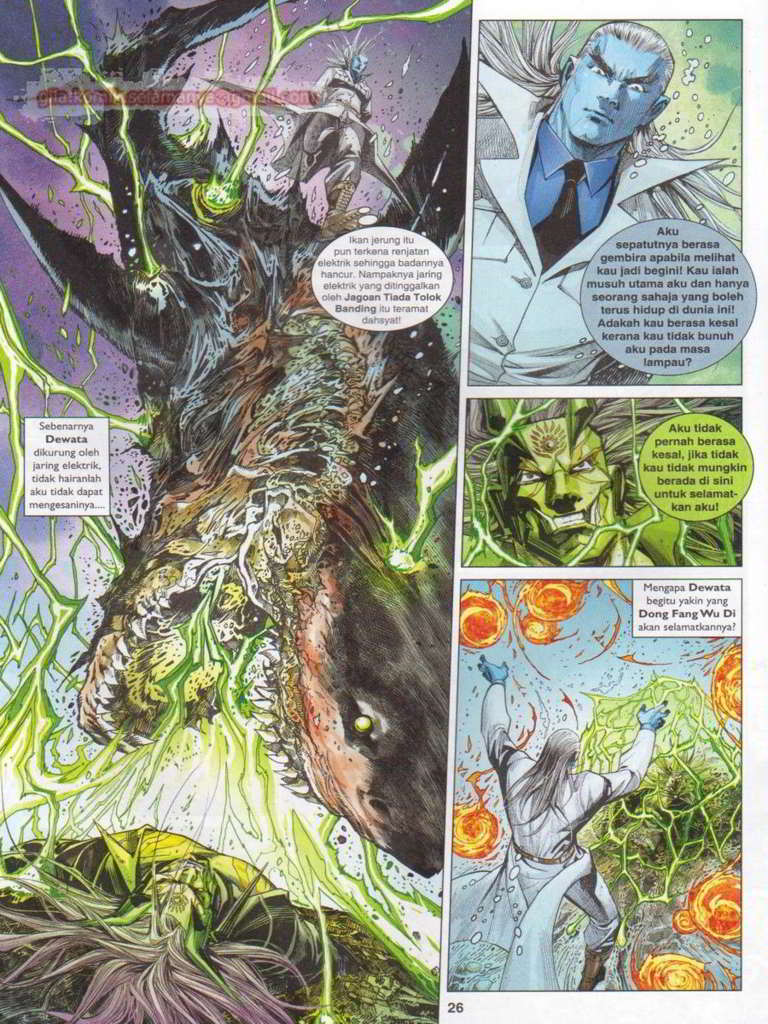 gila-komik-selamanya@gmail.com
Ikan jerung itu
pun terkena renjatan
elektrik sehingga badannya
hancur. Nampaknya jaring
elektrik yang ditinggalkan
oleh Jagoan Tiada Tolok
Banding itu teramat
dahsyat!
Sebenarnya
Dewata
dikurung oleh
jaring elektrik,
tidak hairanlah
aku tidak dapat
mengesaninya....
Aku
sepatutnya berasa
gembira apabila melihat
kau jadi begini! Kau ialah
musuh utama aku dan hanya
seorang sahaja yang boleh
terus hidup di dunia ini!
Adakah kau berasa kesal
kerana kau tidak bunuh
aku pada masa
lampau?
Aku tidak
pernah berasa
kesal, jika tidak
kau tidak mungkin
berada di sini
untuk selamat-
kan aku!
Mengapa Dewata
begitu yakin yang
Dong Fang Wu Di
akan selamatkannya?
26